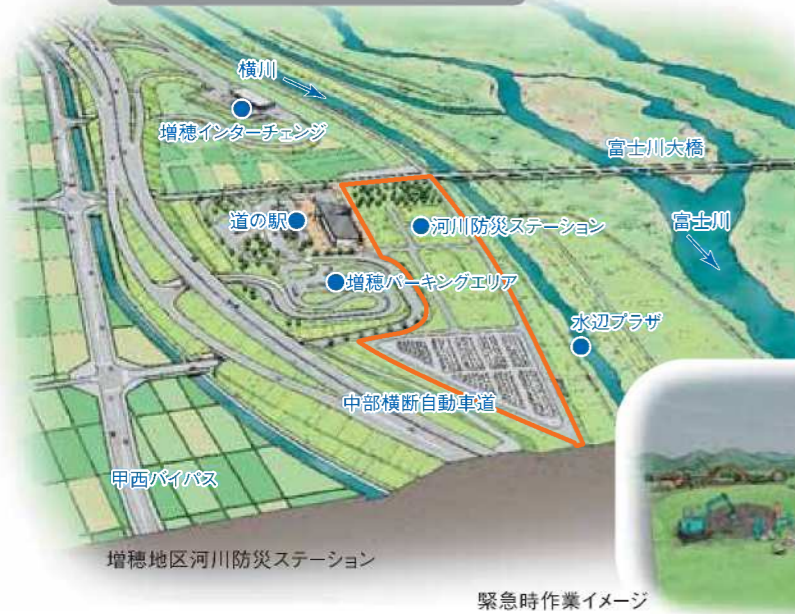 横川
増穂インターチェンジ
富士川大橋
道の駅
河川防災ステーション
富士川
増穂パーキングエリア
水辺プラザ
中部横断自動車道
甲西バイパス
増穂地区河川防災ステーション
緊急時作業イメージ